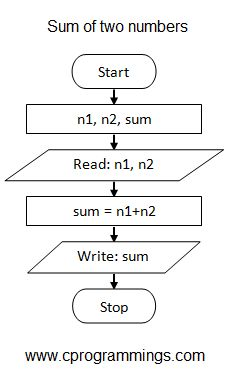 Sum of two numbers
Start
n1, n2, sum
Read: n1, n2
sum = n1+n2
Write: sum
Stop
www.cprogrammings.com